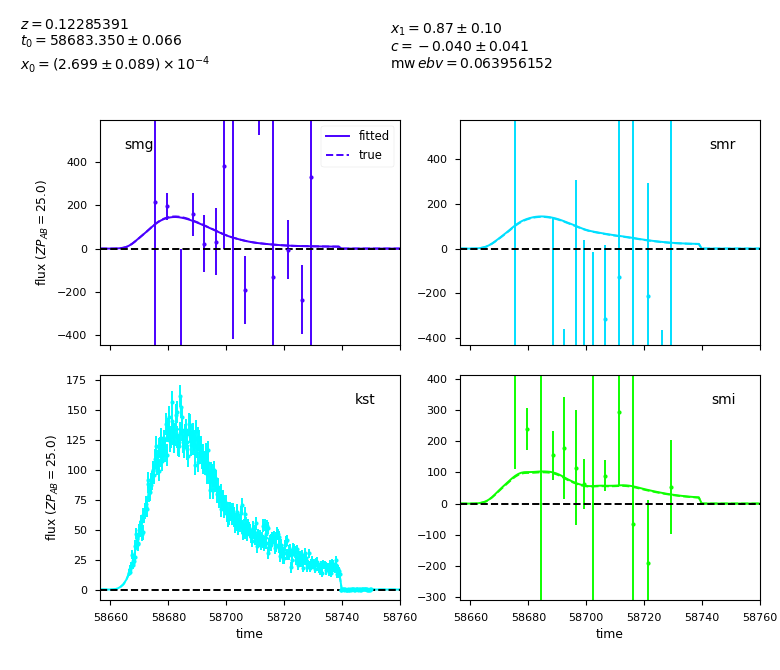 z = 0.12285391
t₀ = 58683.350 ± 0.066
x₀ = (2.699 ± 0.089) × 10⁻⁴
x₁ = 0.87 ± 0.10
c = −0.040 ± 0.041
mw ebv = 0.063956152
smg
fitted
true
400
200
0
−200
−400
flux (ZP_AB = 25.0)
smr
400
200
0
−200
−400
kst
175
150
125
100
75
50
25
0
flux (ZP_AB = 25.0)
58660 58680 58700 58720 58740 58760
time
smi
400
300
200
100
0
−100
−200
−300
58660 58680 58700 58720 58740 58760
time